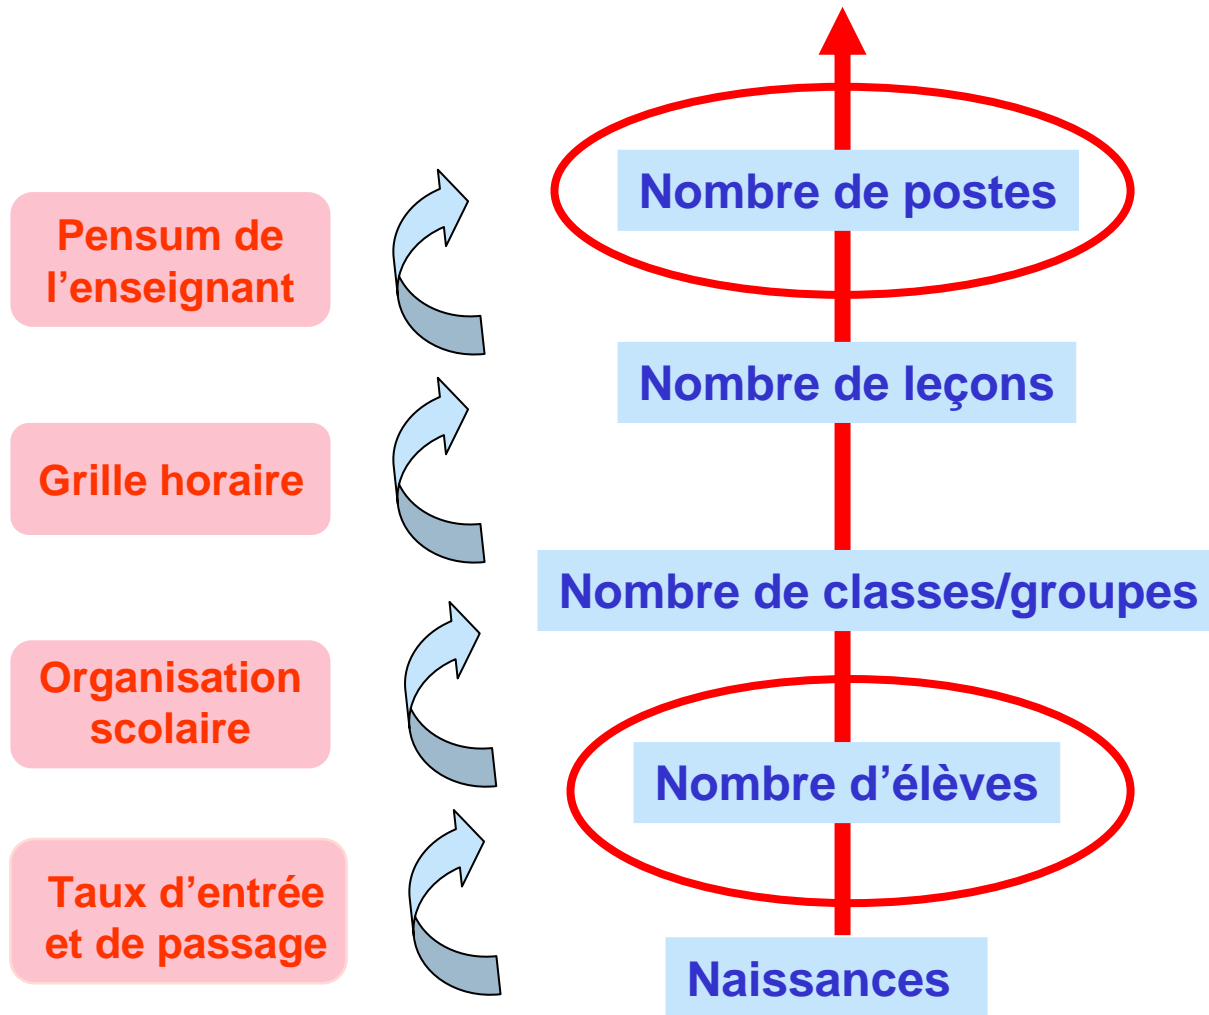 Nombre de postes
Pensum de
l’enseignant
Nombre de leçons
Grille horaire
Nombre de classes/groupes
Organisation
scolaire
Nombre d’élèves
Taux d’entrée
et de passage
Naissances